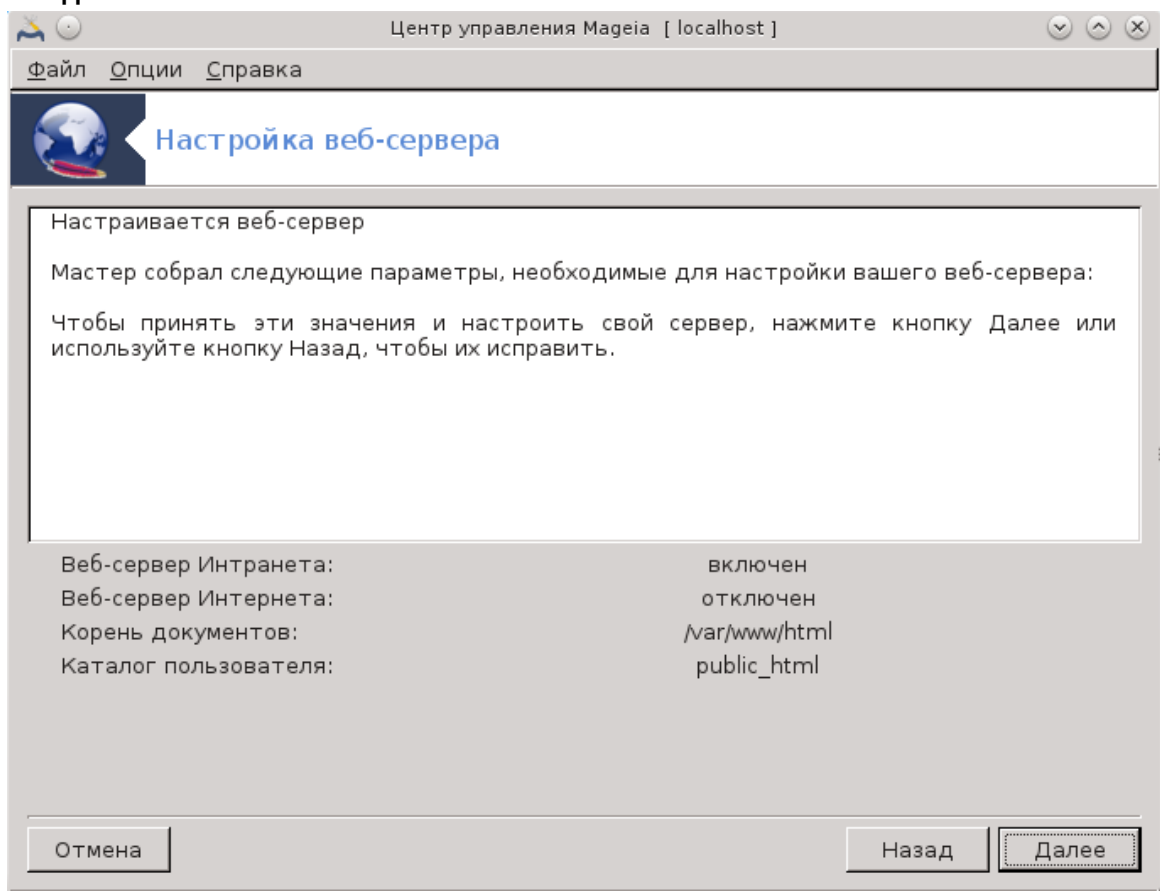 Центр управления Mageia [ localhost ]
Файл Опции Справка
Настройка веб-сервера
Настраивается веб-сервер
Мастер собрал следующие параметры, необходимые для настройки вашего веб-сервера:
Чтобы принять эти значения и настроить свой сервер, нажмите кнопку Далее или
используйте кнопку Назад, чтобы их исправить.
Веб-сервер Интранета: включен
Веб-сервер Интернета: отключен
Корень документов: /var/www/html
Каталог пользователя: public_html
Отмена Назад Далее